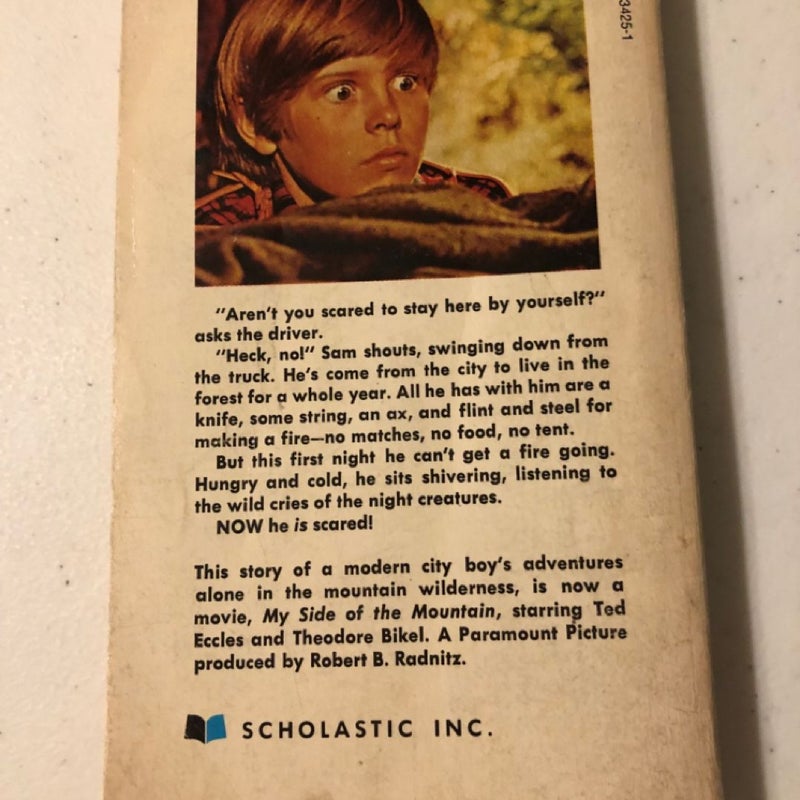 3425-1
"Aren't you scared to stay here by yourself?"
asks the driver.
"Heck, no!" Sam shouts, swinging down from
the truck. He's come from the city to live in the
forest for a whole year. All he has with him are a
knife, some string, an ax, and flint and steel for
making a fire—no matches, no food, no tent.
But this first night he can't get a fire going.
Hungry and cold, he sits shivering, listening to
the wild cries of the night creatures.
NOW he is scared!
This story of a modern city boy's adventures
alone in the mountain wilderness, is now a
movie, My Side of the Mountain, starring Ted
Eccles and Theodore Bikel. A Paramount Picture
produced by Robert B. Radnitz.
SCHOLASTIC INC.